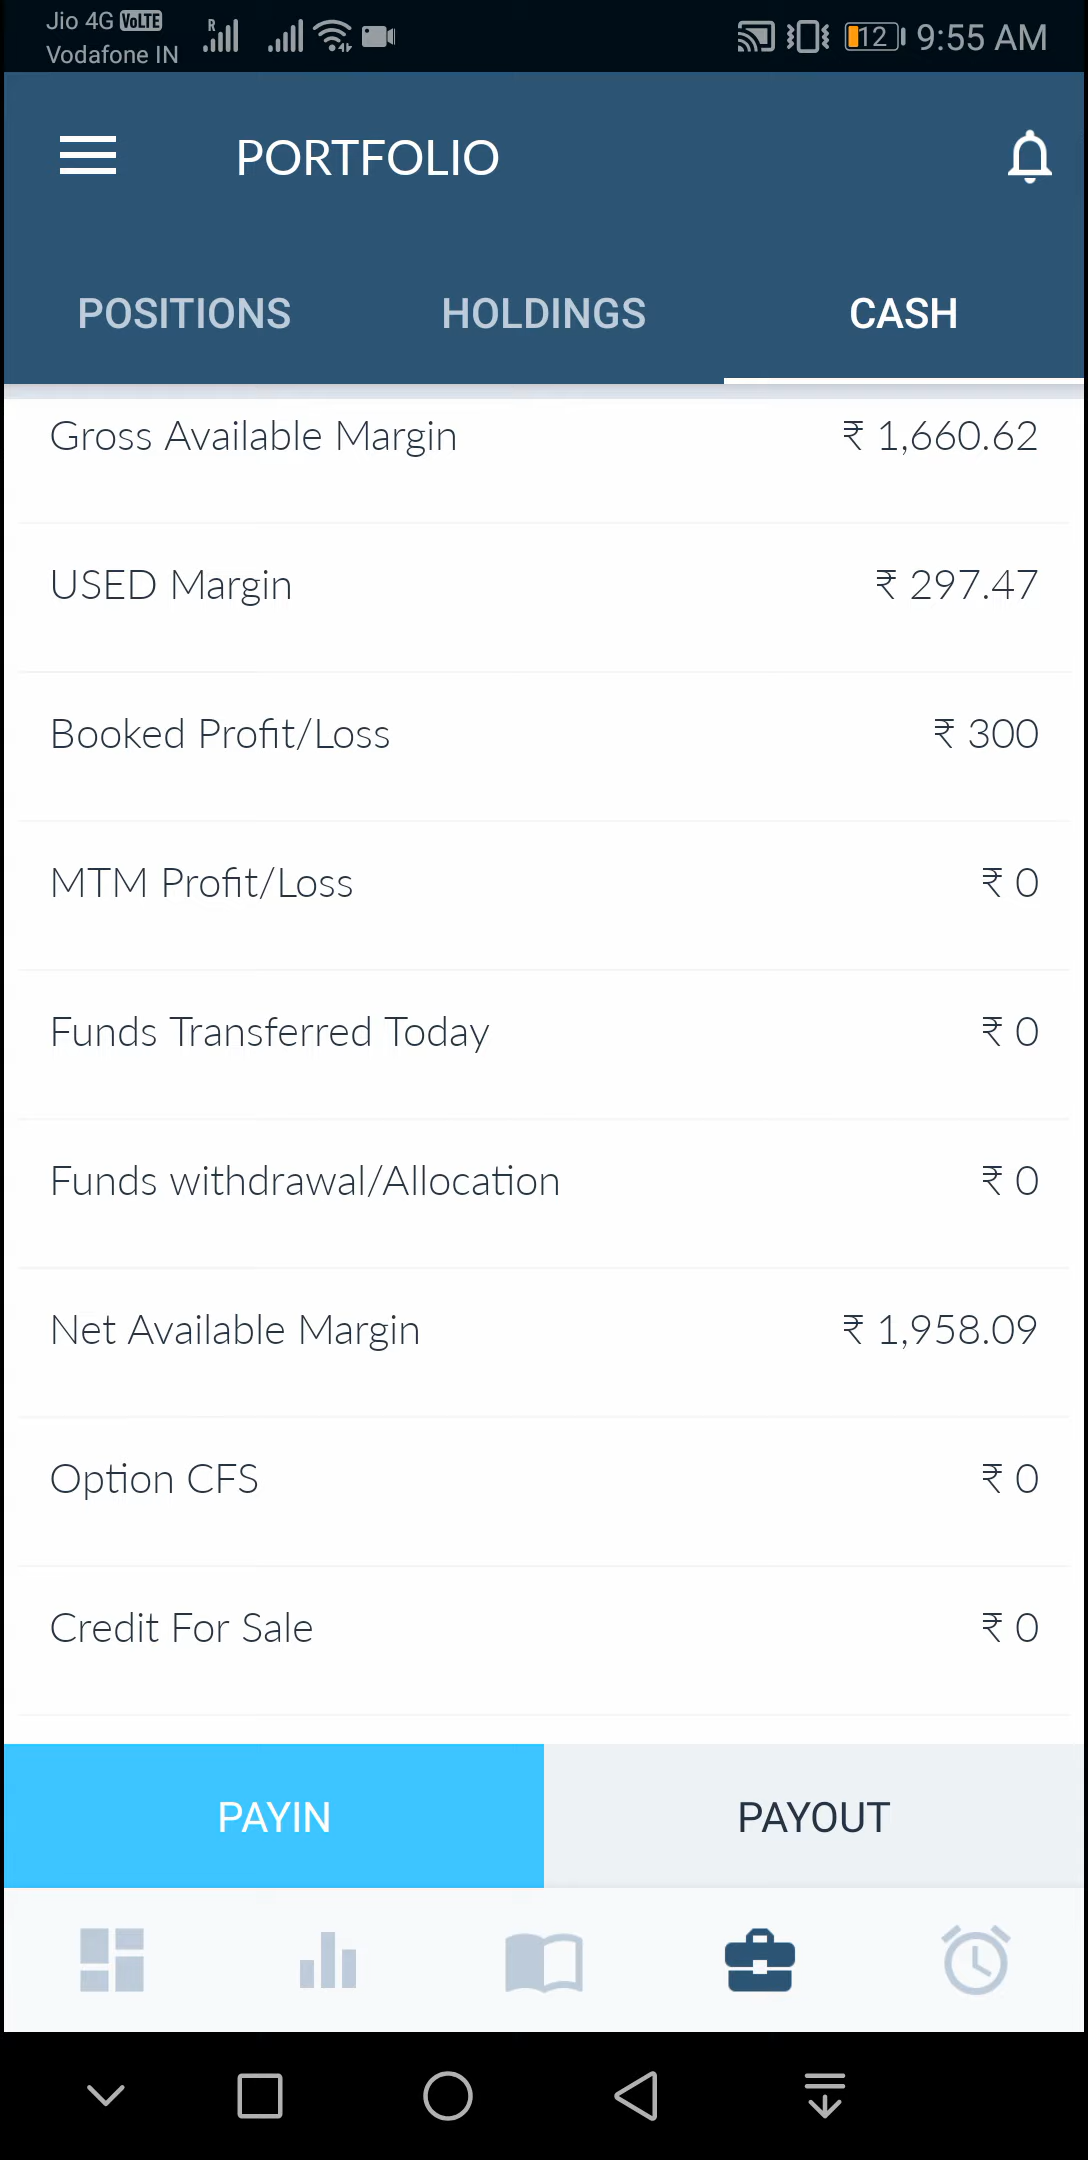 Jio 4G VoLTE
Vodafone IN
R
12
9:55 AM
PORTFOLIO
POSITIONS HOLDINGS CASH
Gross Available Margin ₹ 1,660.62
USED Margin ₹ 297.47
Booked Profit/Loss ₹ 300
MTM Profit/Loss ₹ 0
Funds Transferred Today ₹ 0
Funds withdrawal/Allocation ₹ 0
Net Available Margin ₹ 1,958.09
Option CFS ₹ 0
Credit For Sale ₹ 0
PAYIN PAYOUT